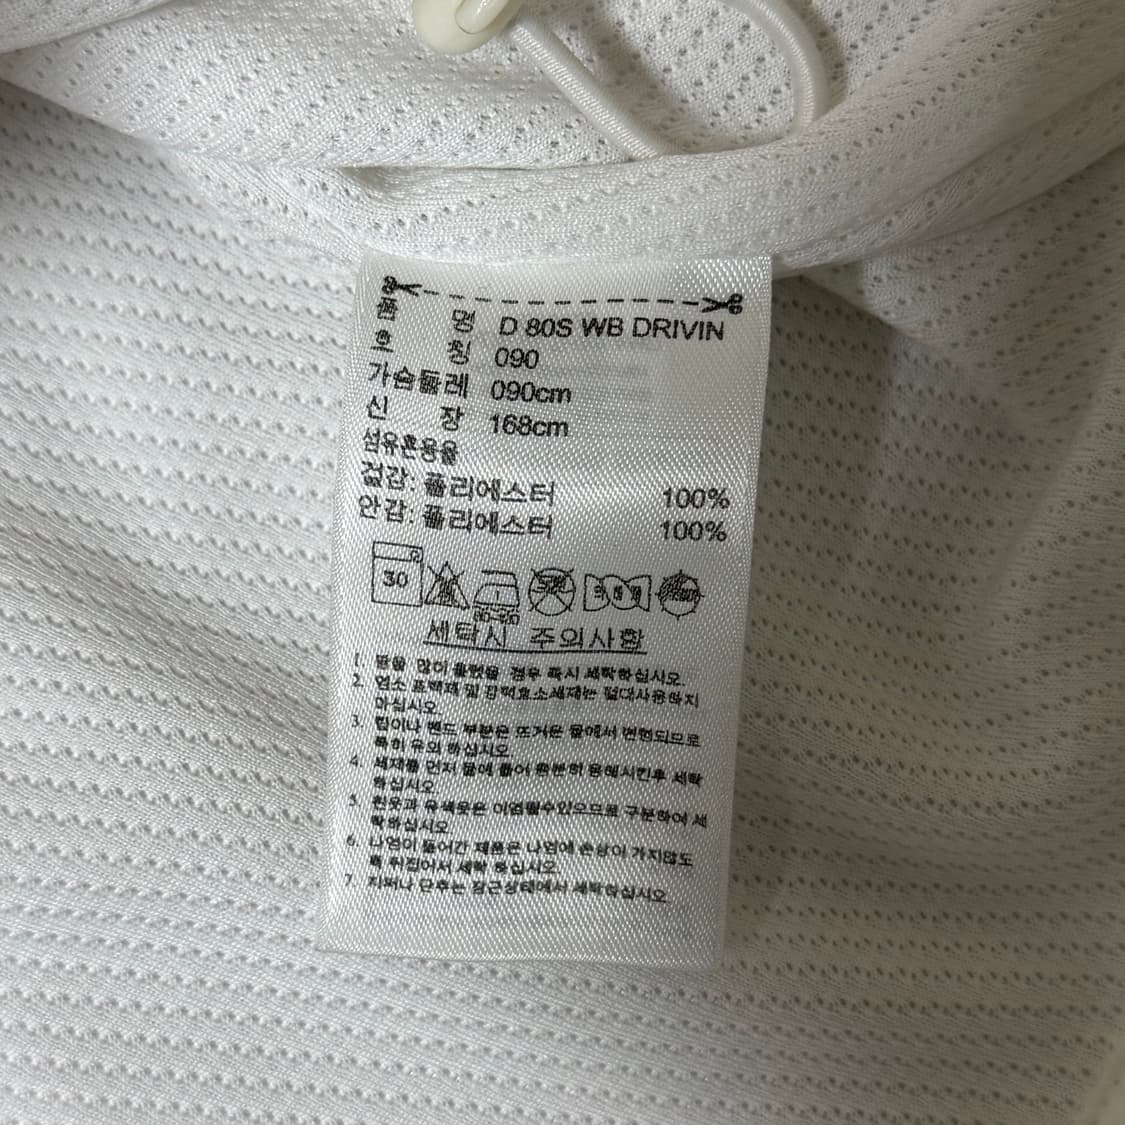 품 명 D 80S WB DRIVIN
호 칭 090
가슴둘레 090cm
신 장 168cm
섬유혼용율
겉감: 폴리에스터 100%
안감: 폴리에스터 100%
30
세탁시 주의사항
1. 땀을 많이 흘렸을 경우 즉시 세탁하십시오
2. 염소 표백제 및 강력효소세제는 절대사용하지
마십시오
3. 립이나 밴드 부분은 뜨거운 물에서 변형되므로
특히 유의 하십시오
4. 세제를 먼저 물에 풀어 완분히 용해시킨후 세탁
하십시오
5. 흰옷과 유색옷은 이염될수있으므로 구분하여 세
탁하십시오
6. 나염이 들어간 제품은 나염에 손상이 가지않도
록 뒤집어서 세탁 하십시오
7. 지퍼나 단추는 잠근상태에서 세탁하십시오